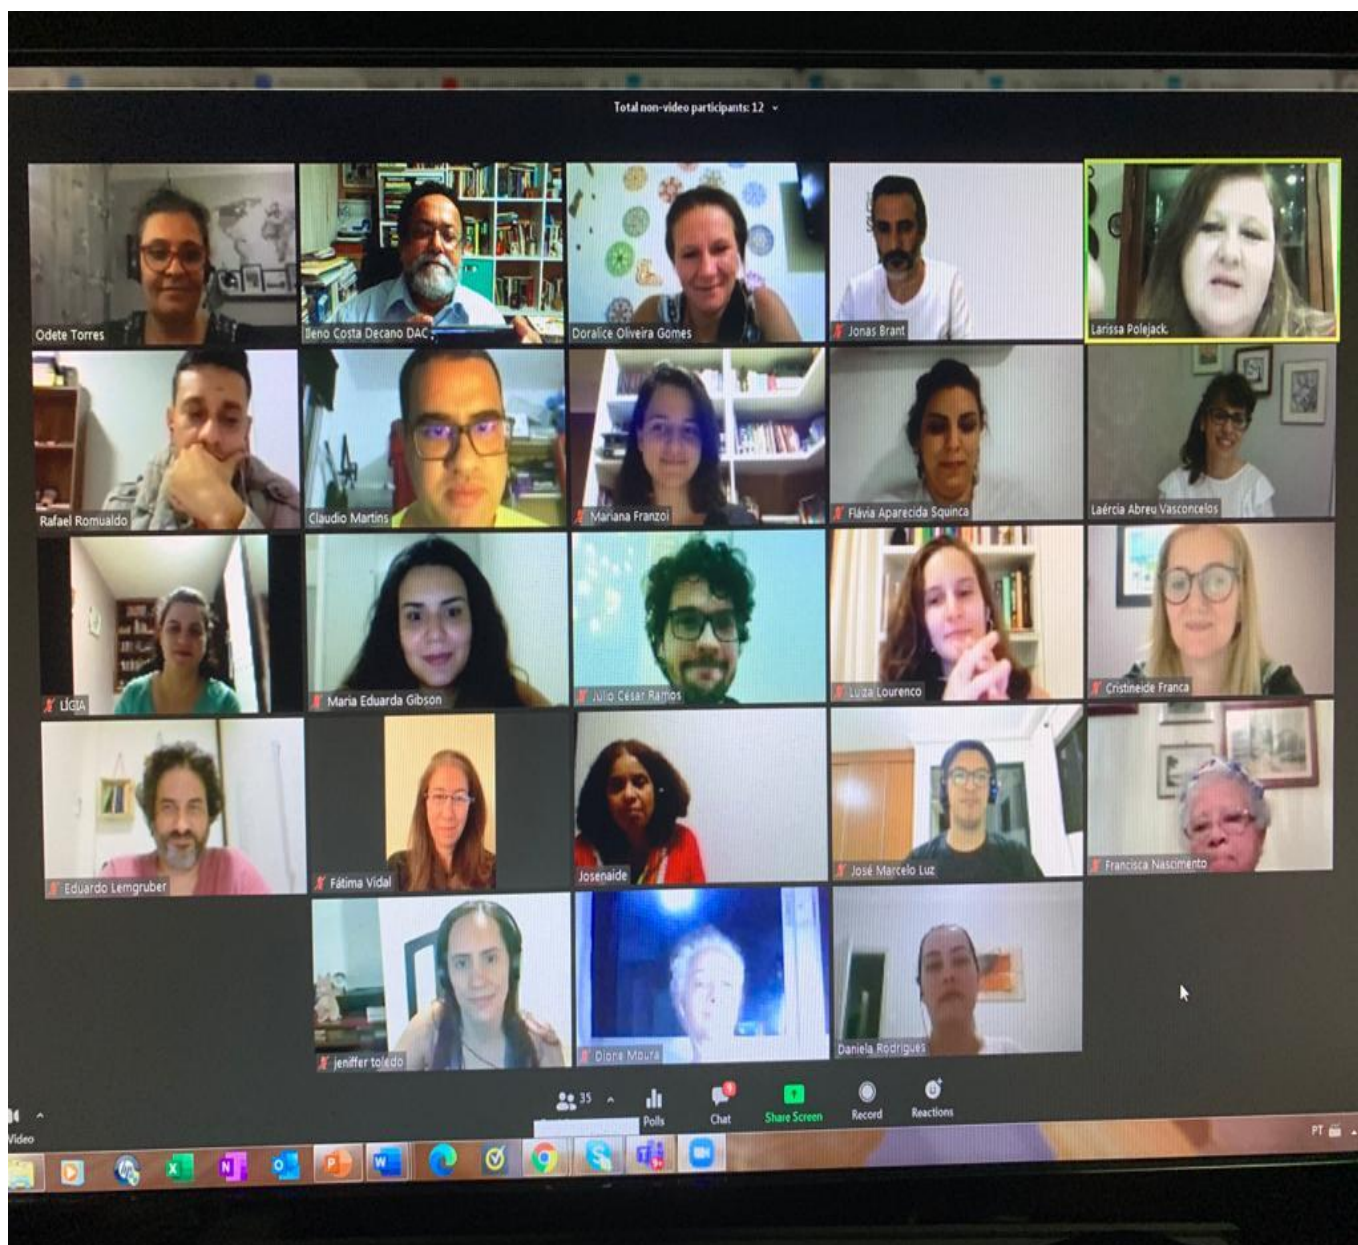 Total non-video participants: 12
Odete Torres
Ileno Costa Decano DAC
Doralice Oliveira Gomes
Jonas Brant
Larissa Polejack
Rafael Romualdo
Claudio Martins
Mariana Franzoi
Flávia Aparecida Squinca
Laércia Abreu Vasconcelos
LÍGIA
Maria Eduarda Gibson
Julio César Ramos
Luiza Lourenco
Cristineide Franca
Eduardo Lemgruber
Fátima Vidal
Josenaide
José Marcelo Luz
Francisca Nascimento
jeniffer toledo
Dione Moura
Daniela Rodrigues
35
9
Video
Polls
Chat
Share Screen
Record
Reactions
PT